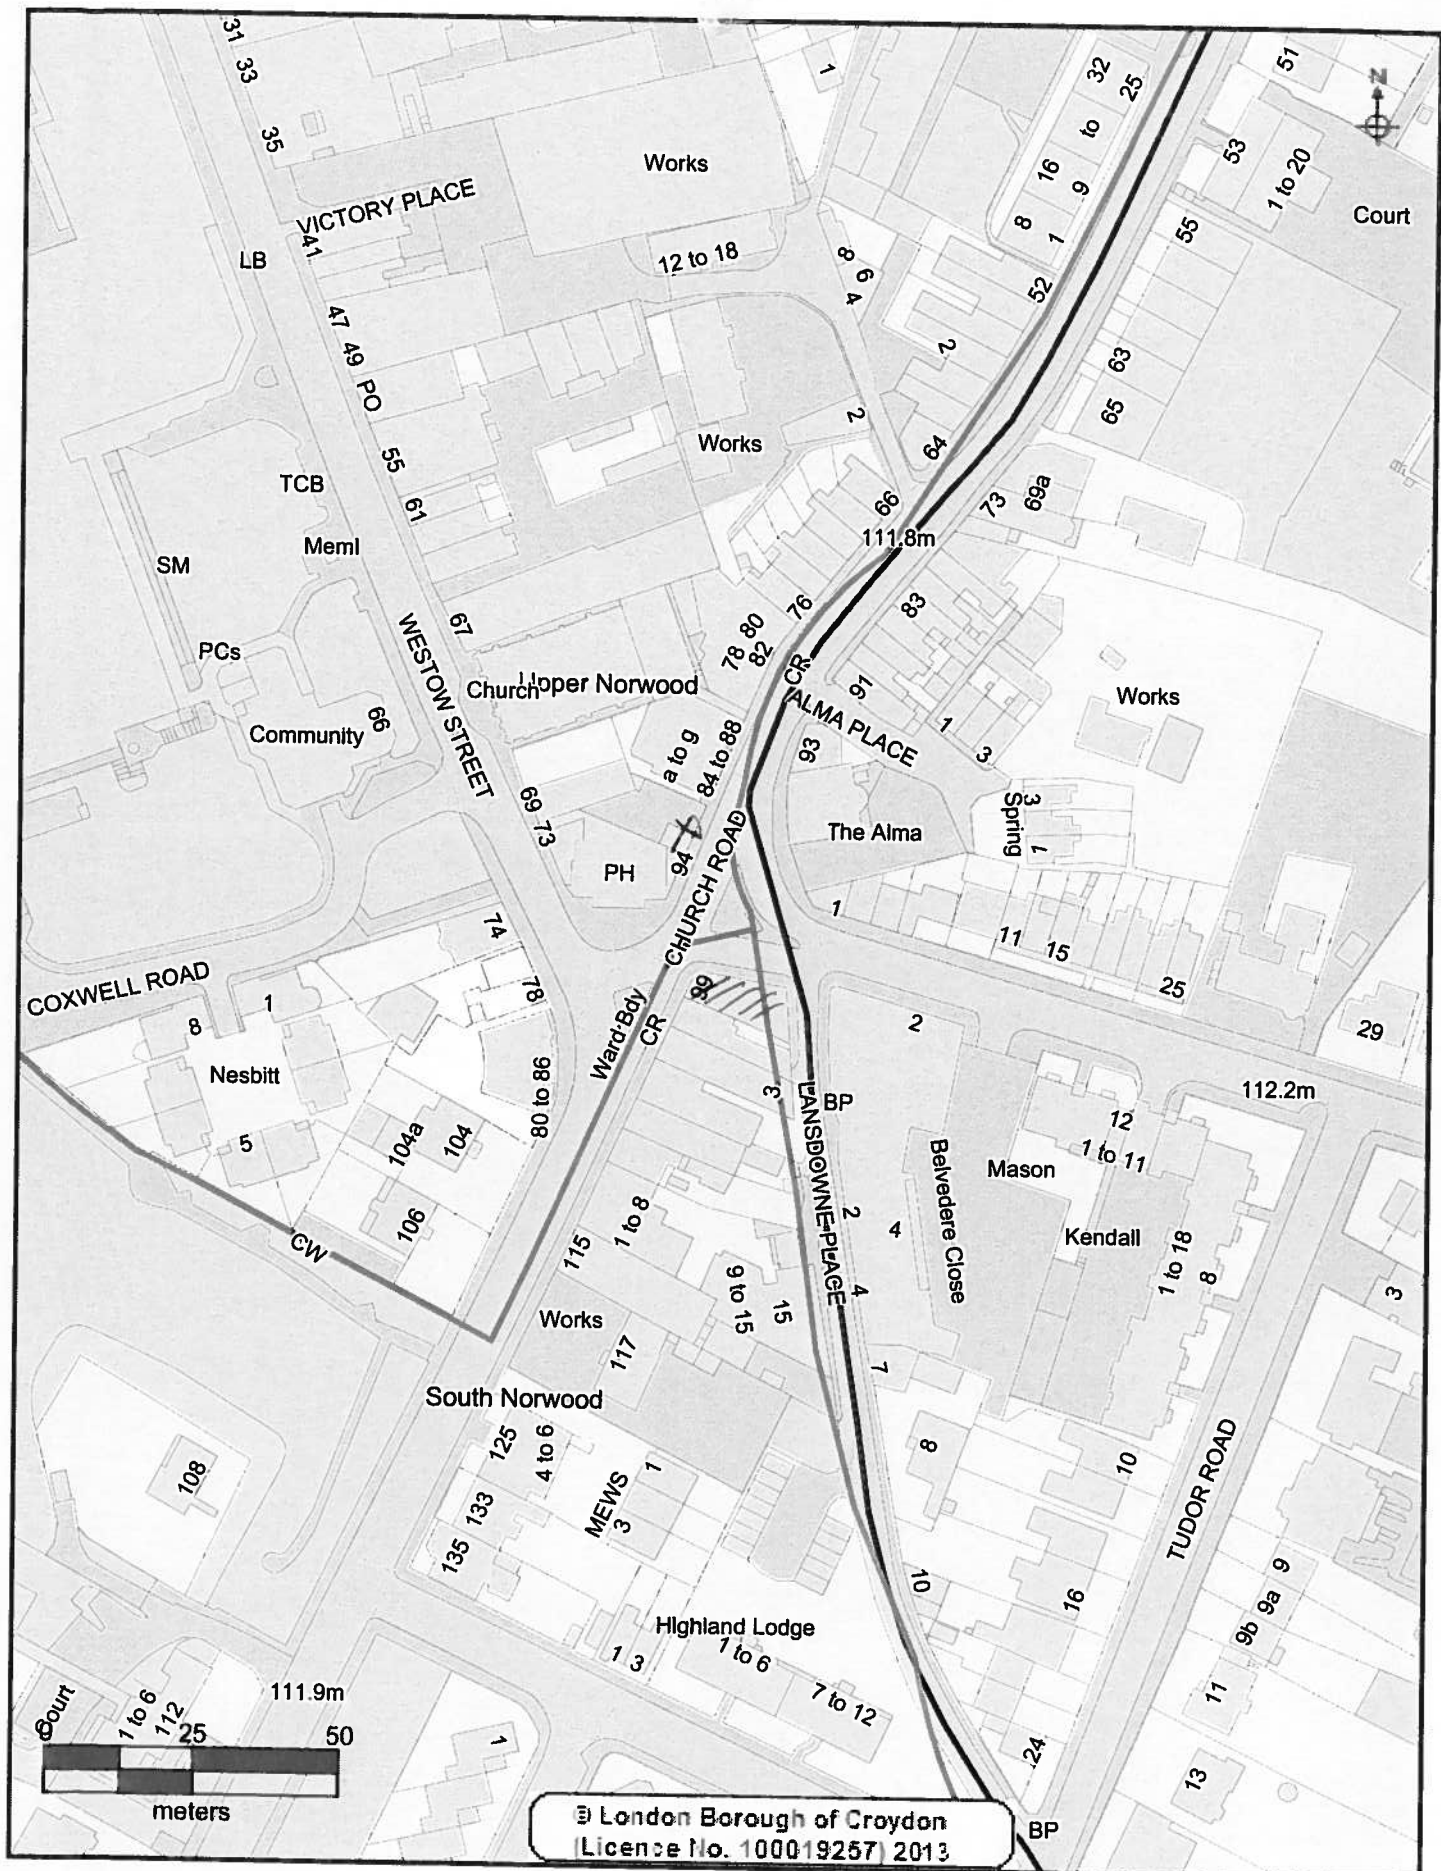 31
33
35
1
32
25
to
16
9
8
1
51
N
53
1 to 20
Court
55
Works
VICTORY PLACE
41
LB
12 to 18
8
6
4
52
2
47
49
PO
63
65
2
Works
64
55
TCB
61
66
73
69a
111.8m
Meml
SM
76
83
67
80
78
82
PCs
WESTOW STREET
Church
Upper Norwood
CR
91
Works
66
Community
ALMA PLACE
1
3
a to g
84 to 88
93
69
73
3
Spring
1
The Alma
PH
94
CHURCH ROAD
1
74
11
15
25
COXWELL ROAD
78
99
1
8
Ward Bdy
CR
2
29
Nesbitt
80 to 86
3
BP
112.2m
LANSDOWNE PLACE
12
1 to 11
5
104a
104
Belvedere Close
Mason
106
1 to 8
2
4
Kendall
CW
115
1 to 18
8
9 to 15
15
4
3
Works
117
7
South Norwood
125
4 to 6
8
10
TUDOR ROAD
108
1
MEWS
3
133
135
10
16
9
9a
9b
Highland Lodge
1 to 6
1
3
7 to 12
11
111.9m
Court
1 to 6
112
0
25
50
1
24
13
meters
© London Borough of Croydon
(Licence No. 100019257) 2013
BP